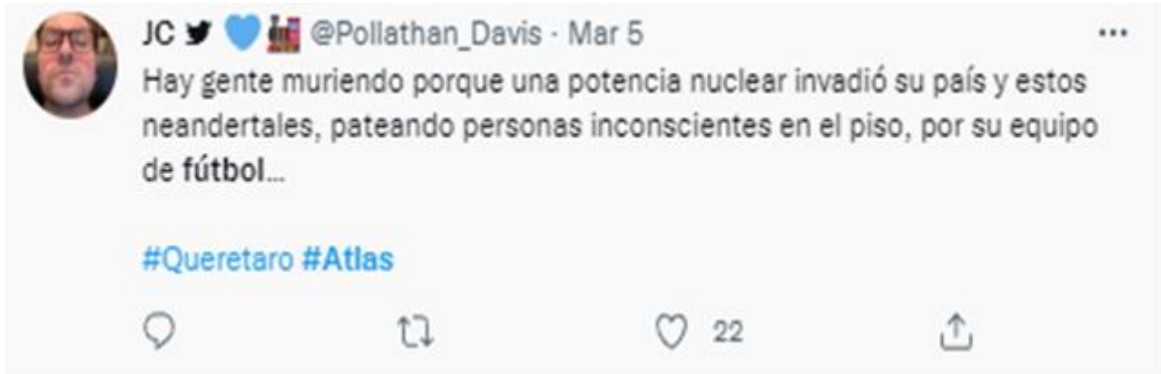 JC @Pollathan_Davis · Mar 5
Hay gente muriendo porque una potencia nuclear invadió su país y estos
neandertales, pateando personas inconscientes en el piso, por su equipo
de fútbol...
#Queretaro #Atlas
22